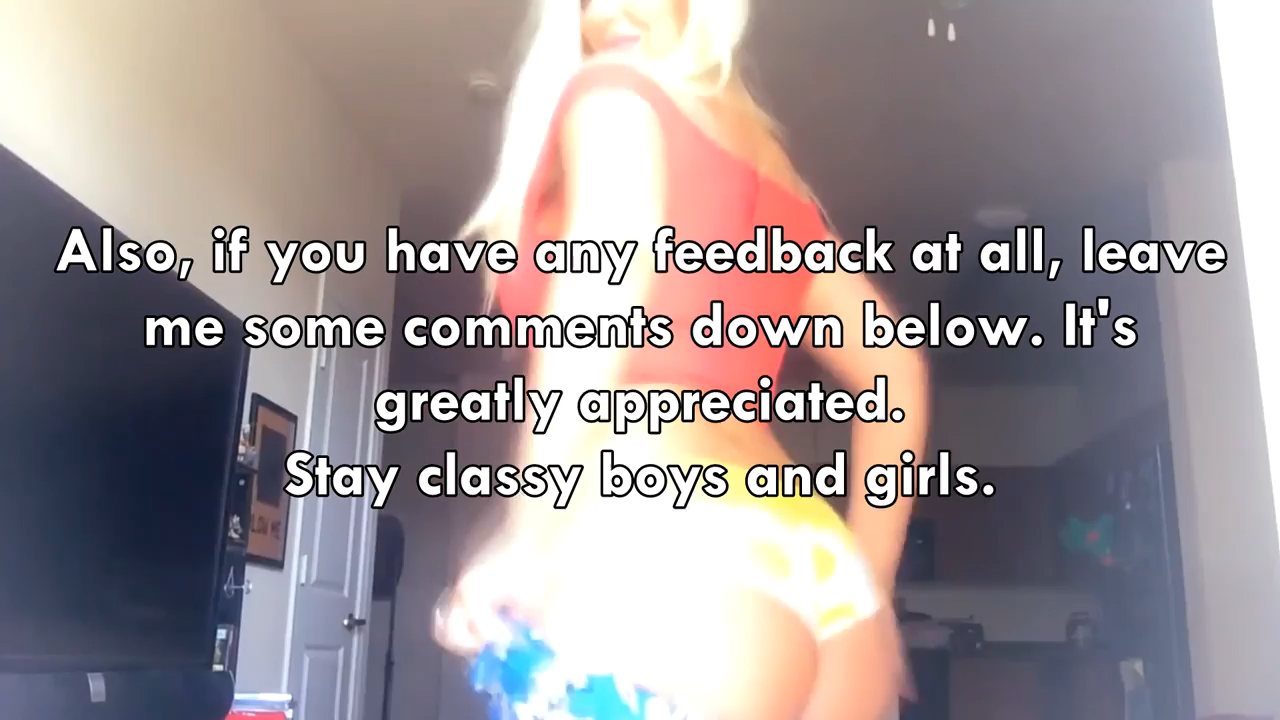 Also, if you have any feedback at all, leave
me some comments down below. It's
greatly appreciated.
Stay classy boys and girls.